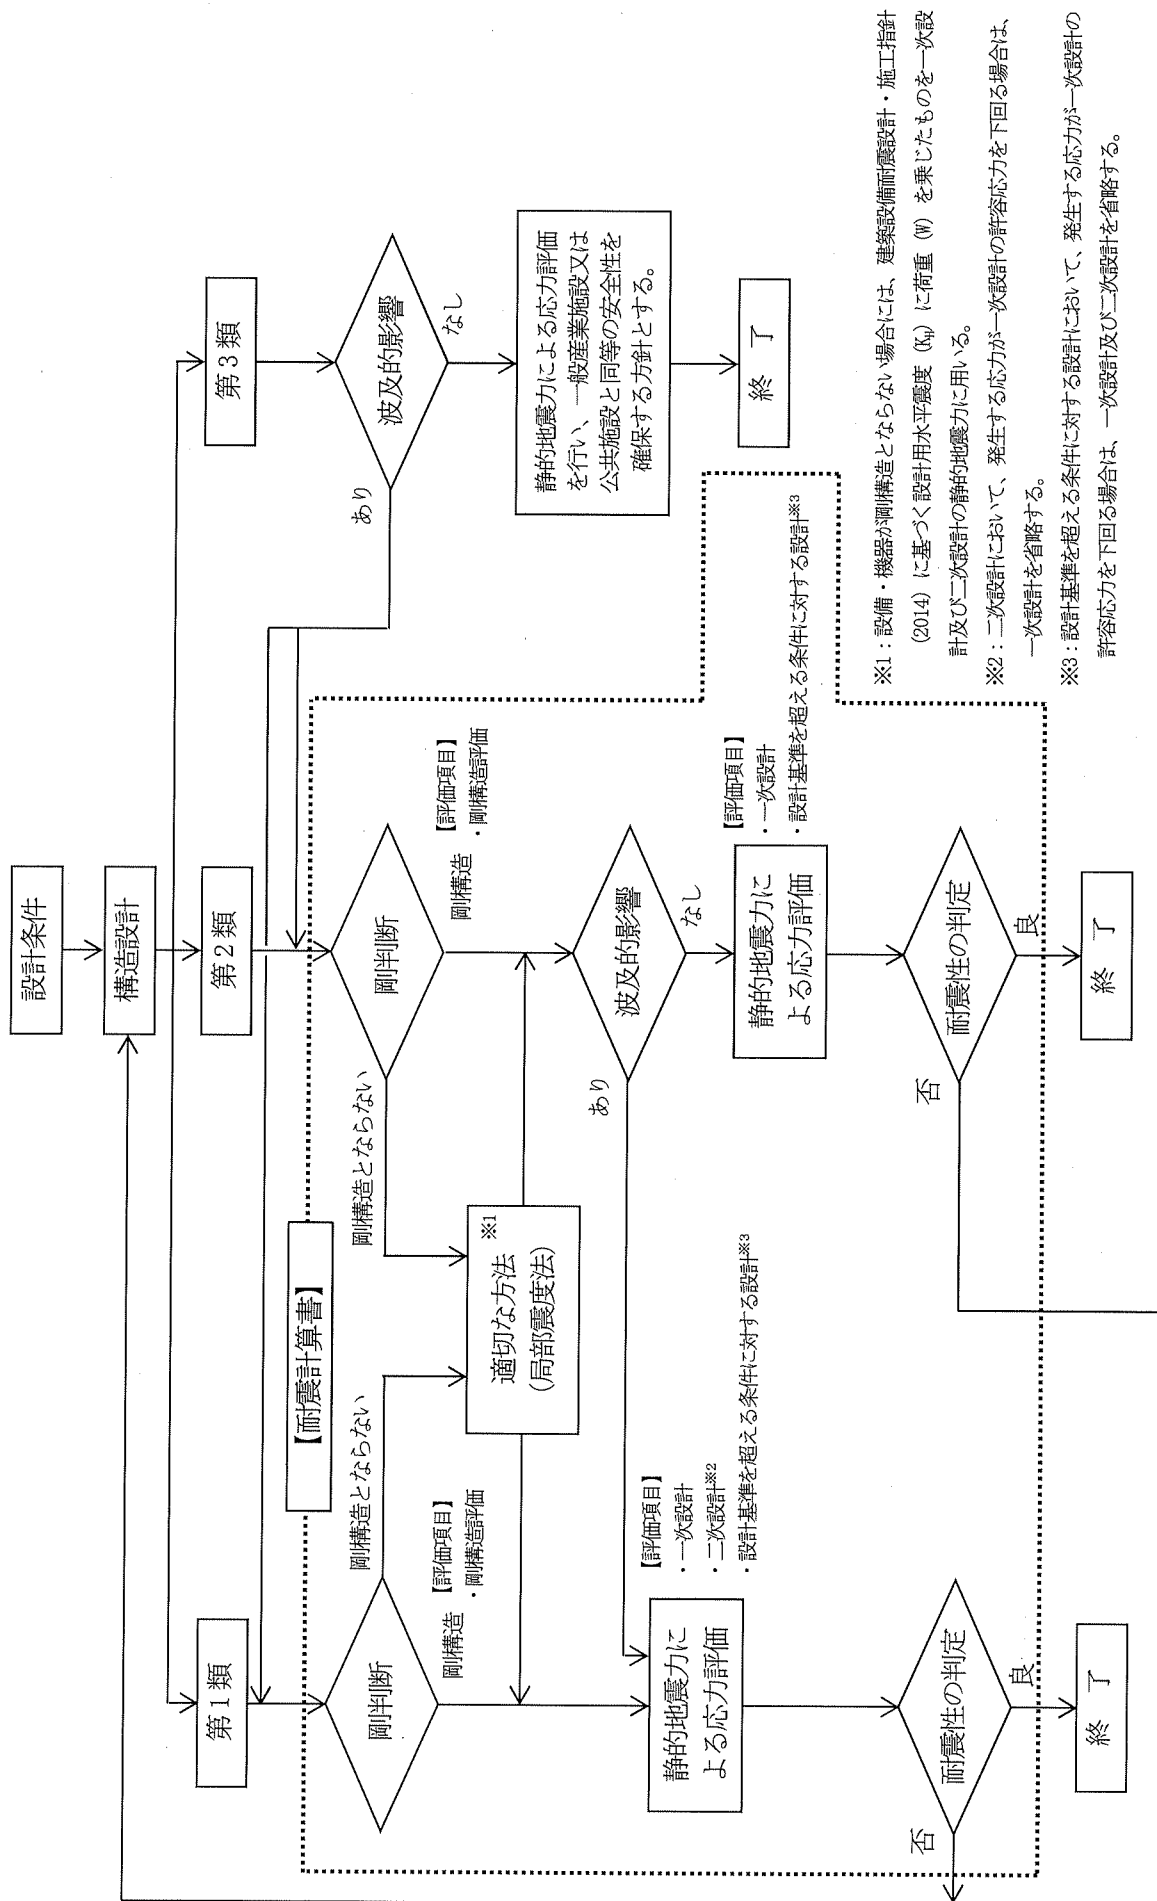 設計条件
構造設計
第1類
第2類
第3類
【耐震計算書】
剛判断
剛構造とならない
剛構造
【評価項目】
・剛構造評価
剛判断
剛構造とならない
剛構造
【評価項目】
・剛構造評価
適切な方法※1
(局部震度法)
波及的影響
あり
なし
静的地震力による応力評価
を行い、一般産業施設又は
公共施設と同等の安全性を
確保する方針とする。
終 了
波及的影響
あり
なし
【評価項目】
・一次設計
・二次設計※2
・設計基準を超える条件に対する設計※3
静的地震力に
よる応力評価
【評価項目】
・一次設計
・設計基準を超える条件に対する設計※3
静的地震力に
よる応力評価
耐震性の判定
否
良
終 了
耐震性の判定
否
良
終 了
※1：設備・機器が剛構造とならない場合には、建築設備耐震設計・施工指針
(2014) に基づく設計用水平震度 (KH) に荷重 (W) を乗じたものを一次設
計及び二次設計の静的地震力に用いる。
※2：二次設計において、発生する応力が一次設計の許容応力を下回る場合は、
一次設計を省略する。
※3：設計基準を超える条件に対する設計において、発生する応力が一次設計の
許容応力を下回る場合は、一次設計及び二次設計を省略する。